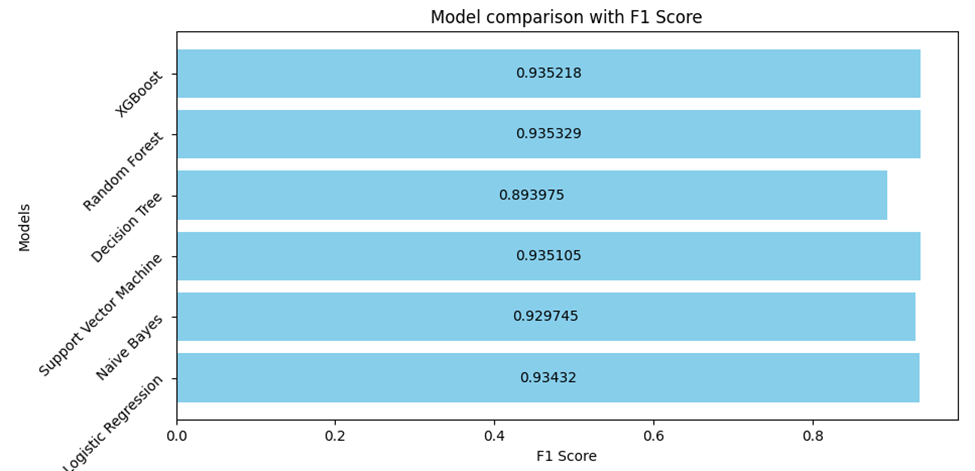 Model comparison with F1 Score
XGBoost
0.935218
Random Forest
0.935329
Decision Tree
0.893975
Support Vector Machine
0.935105
Naive Bayes
0.929745
Logistic Regression
0.93432
Models
0.0 0.2 0.4 0.6 0.8
F1 Score